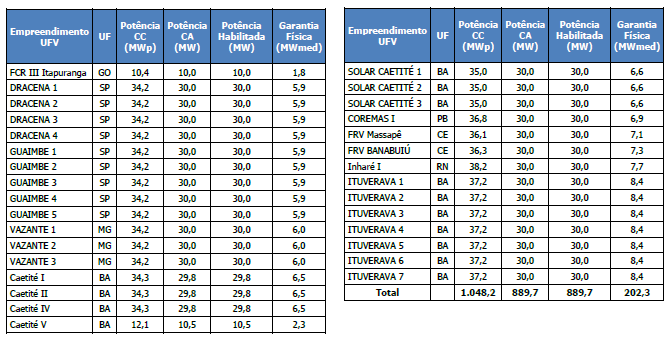 Empreendimento UFV UF Potência CC (MWp) Potência CA (MW) Potência Habilitada (MW) Garantia Física (MWmed)
FCR III Itapuranga GO 10,4 10,0 10,0 1,8
DRACENA 1 SP 34,2 30,0 30,0 5,9
DRACENA 2 SP 34,2 30,0 30,0 5,9
DRACENA 3 SP 34,2 30,0 30,0 5,9
DRACENA 4 SP 34,2 30,0 30,0 5,9
GUAIMBE 1 SP 34,2 30,0 30,0 5,9
GUAIMBE 2 SP 34,2 30,0 30,0 5,9
GUAIMBE 3 SP 34,2 30,0 30,0 5,9
GUAIMBE 4 SP 34,2 30,0 30,0 5,9
GUAIMBE 5 SP 34,2 30,0 30,0 5,9
VAZANTE 1 MG 34,2 30,0 30,0 6,0
VAZANTE 2 MG 34,2 30,0 30,0 6,0
VAZANTE 3 MG 34,2 30,0 30,0 6,0
Caetité I BA 34,3 29,8 29,8 6,5
Caetité II BA 34,3 29,8 29,8 6,5
Caetité IV BA 34,3 29,8 29,8 6,5
Caetité V BA 12,1 10,5 10,5 2,3
Empreendimento UFV UF Potência CC (MWp) Potência CA (MW) Potência Habilitada (MW) Garantia Física (MWmed)
SOLAR CAETITÉ 1 BA 35,0 30,0 30,0 6,6
SOLAR CAETITÉ 2 BA 35,0 30,0 30,0 6,6
SOLAR CAETITÉ 3 BA 35,0 30,0 30,0 6,6
COREMAS I PB 36,8 30,0 30,0 6,9
FRV Massapê CE 36,1 30,0 30,0 7,1
FRV BANABUIÚ CE 36,3 30,0 30,0 7,3
Inharé I RN 38,2 30,0 30,0 7,7
ITUVERAVA 1 BA 37,2 30,0 30,0 8,4
ITUVERAVA 2 BA 37,2 30,0 30,0 8,4
ITUVERAVA 3 BA 37,2 30,0 30,0 8,4
ITUVERAVA 4 BA 37,2 30,0 30,0 8,4
ITUVERAVA 5 BA 37,2 30,0 30,0 8,4
ITUVERAVA 6 BA 37,2 30,0 30,0 8,4
ITUVERAVA 7 BA 37,2 30,0 30,0 8,4
Total 1.048,2 889,7 889,7 202,3